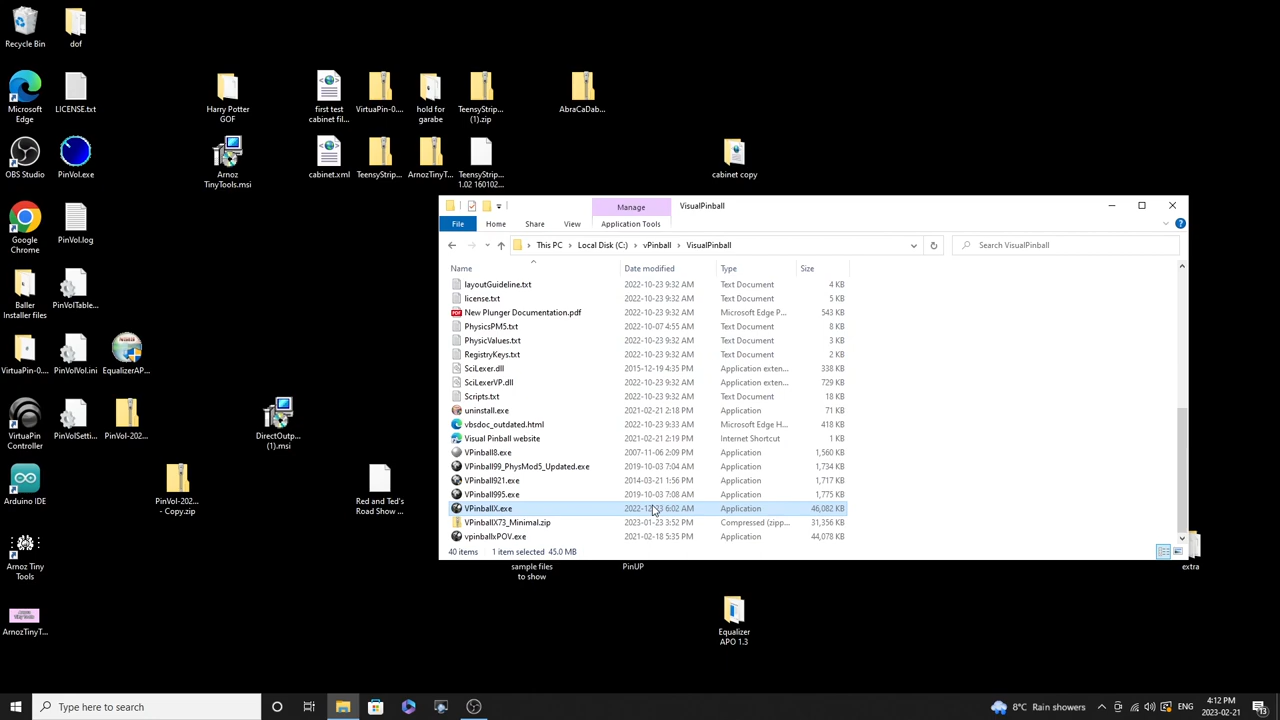 Recycle Bin
dof
Microsoft
Edge
LICENSE.txt
Harry Potter
GOF
first test
cabinet fil...
VirtuaPin-0....
hold for
garabe
TeensyStrip...
(1).zip
AbraCaDab...
OBS Studio
PinVol.exe
Arnoz
TinyTools.msi
cabinet.xml
TeensyStrip...
ArnozTinyT...
TeensyStrip...
1.02 160102...
cabinet copy
Google
Chrome
PinVol.log
Baller
Installer files
PinVolTable...
VirtuaPin-0....
PinVolVol.ini
EqualizerAP...
VirtuaPin
Controller
PinVolSetti...
PinVol-202...
DirectOutp...
(1).msi
Arduino IDE
PinVol-202...
- Copy.zip
Red and Ted's
Road Show ...
Arnoz Tiny
Tools
ArnozTinyT...
Manage
VisualPinball
File
Home
Share
View
Application Tools
This PC
Local Disk (C:)
vPinball
VisualPinball
Search VisualPinball
Name
Date modified
Type
Size
layoutGuideline.txt 2022-10-23 9:32 AM Text Document 4 KB
license.txt 2022-10-23 9:32 AM Text Document 5 KB
New Plunger Documentation.pdf 2022-10-23 9:32 AM Microsoft Edge P... 543 KB
PhysicsPM5.txt 2022-10-07 4:55 AM Text Document 8 KB
PhysicValues.txt 2022-10-23 9:32 AM Text Document 3 KB
RegistryKeys.txt 2022-10-23 9:32 AM Text Document 2 KB
SciLexer.dll 2015-12-19 4:35 PM Application exten... 338 KB
SciLexerVP.dll 2022-10-23 9:32 AM Application exten... 729 KB
Scripts.txt 2022-10-23 9:32 AM Text Document 18 KB
uninstall.exe 2021-02-21 2:18 PM Application 71 KB
vbsdoc_outdated.html 2022-10-23 9:33 AM Microsoft Edge H... 418 KB
Visual Pinball website 2021-02-21 2:19 PM Internet Shortcut 1 KB
VPinball8.exe 2007-11-06 2:09 PM Application 1,560 KB
VPinball99_PhysMod5_Updated.exe 2019-10-03 7:04 AM Application 1,734 KB
VPinball921.exe 2014-03-21 1:56 PM Application 1,717 KB
VPinball995.exe 2019-10-03 7:08 AM Application 1,775 KB
VPinballX.exe 6:02 AM Application 46,082 KB
VPinballX73_Minimal.zip 2023-01-23 3:52 PM Compressed (zipp... 31,356 KB
vpinballxPOV.exe 2021-02-18 5:35 PM Application 44,078 KB
40 items
1 item selected 45.0 MB
sample files
to show
PinUP
extra
Equalizer
APO 1.3
Type here to search
8°C Rain showers
ENG
4:12 PM
2023-02-21